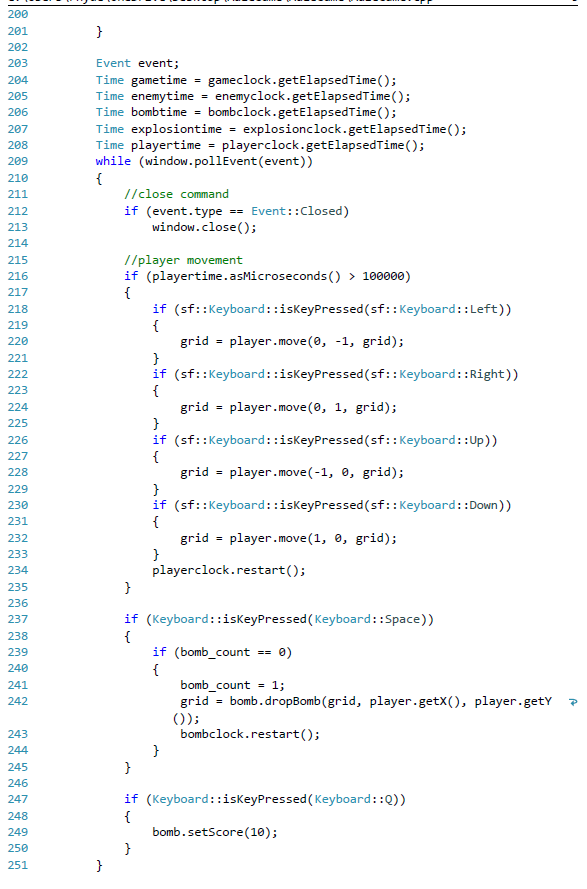 200
201 }
202
203 Event event;
204 Time gametime = gameclock.getElapsedTime();
205 Time enemytime = enemyclock.getElapsedTime();
206 Time bombtime = bombclock.getElapsedTime();
207 Time explosiontime = explosionclock.getElapsedTime();
208 Time playertime = playerclock.getElapsedTime();
209 while (window.pollEvent(event))
210 {
211 //close command
212 if (event.type == Event::Closed)
213 window.close();
214
215 //player movement
216 if (playertime.asMicroseconds() > 100000)
217 {
218 if (sf::Keyboard::isKeyPressed(sf::Keyboard::Left))
219 {
220 grid = player.move(0, -1, grid);
221 }
222 if (sf::Keyboard::isKeyPressed(sf::Keyboard::Right))
223 {
224 grid = player.move(0, 1, grid);
225 }
226 if (sf::Keyboard::isKeyPressed(sf::Keyboard::Up))
227 {
228 grid = player.move(-1, 0, grid);
229 }
230 if (sf::Keyboard::isKeyPressed(sf::Keyboard::Down))
231 {
232 grid = player.move(1, 0, grid);
233 }
234 playerclock.restart();
235 }
236
237 if (Keyboard::isKeyPressed(Keyboard::Space))
238 {
239 if (bomb_count == 0)
240 {
241 bomb_count = 1;
242 grid = bomb.dropBomb(grid, player.getX(), player.getY
());
243 bombclock.restart();
244 }
245 }
246
247 if (Keyboard::isKeyPressed(Keyboard::Q))
248 {
249 bomb.setScore(10);
250 }
251 }